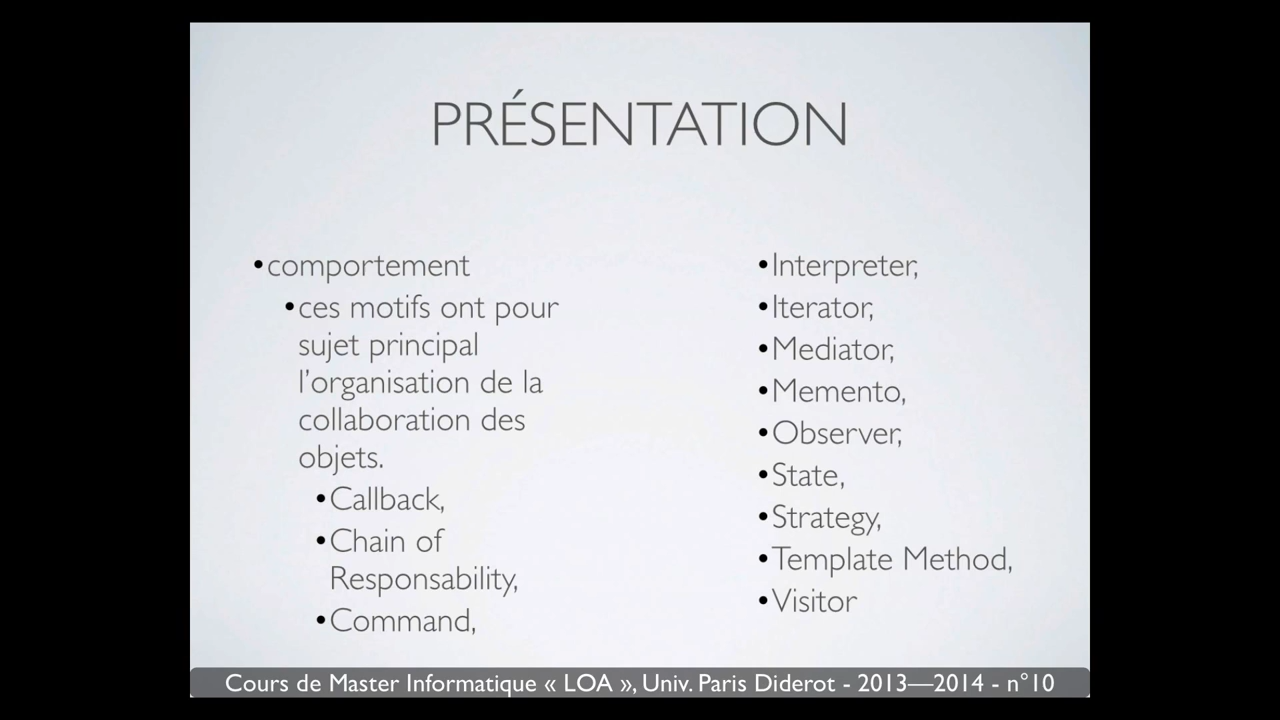 PRÉSENTATION
•comportement
•ces motifs ont pour
sujet principal
l'organisation de la
collaboration des
objets.
•Callback,
•Chain of
Responsability,
•Command,
•Interpreter,
•Iterator,
•Mediator,
•Memento,
•Observer,
•State,
•Strategy,
•Template Method,
•Visitor
Cours de Master Informatique « LOA », Univ. Paris Diderot - 2013—2014 - n°10